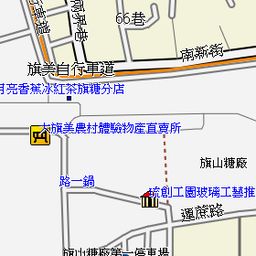 66巷
南新街
旗美自行車道
月亮香蕉冰紅茶旗糖分店
大旗美農村體驗物產直賣所
旗山糖廠
路一鍋
琉創工園玻璃工藝推
運蔗路
旗山糖廠第一停車場